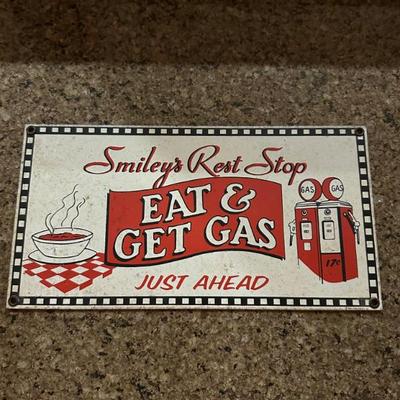 Smiley's Rest Stop
EAT &
GET GAS
JUST AHEAD
GAS GAS
17¢